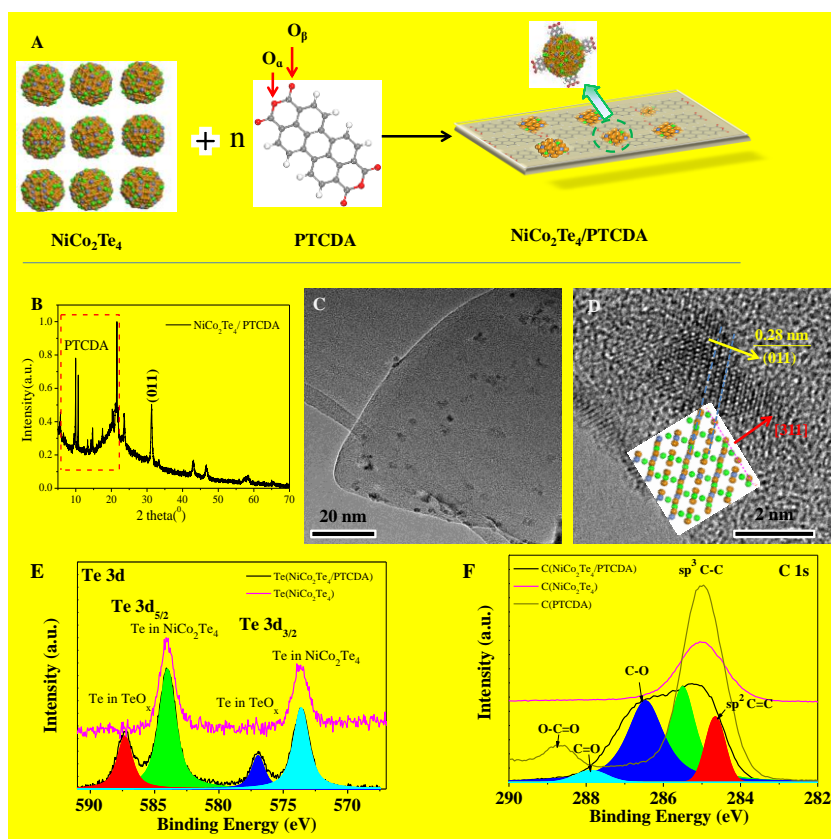 A
Oα
Oβ
+ n
NiCo2Te4
PTCDA
NiCo2Te4/PTCDA
B
NiCo2Te4/ PTCDA
PTCDA
(011)
1.0
0.8
0.6
0.4
0.2
0.0
Intensity(a.u.)
10 20 30 40 50 60 70
2 theta(0)
C
20 nm
D
0.28 nm
(011)
2 nm
E
Te 3d
Te(NiCo2Te4/PTCDA)
Te(NiCo2Te4)
Te 3d5/2
Te in NiCo2Te4
Te 3d3/2
Te in NiCo2Te4
Te in TeOx
Te in TeOx
Intensity (a.u.)
590 585 580 575 570
Binding Energy (eV)
F
C(NiCo2Te4/PTCDA)
C(NiCo2Te4)
C(PTCDA)
sp3 C-C
C 1s
C-O
O-C=O
C=O
sp2 C=C
Intensity (a.u.)
290 288 286 284 282
Binding Energy (eV)